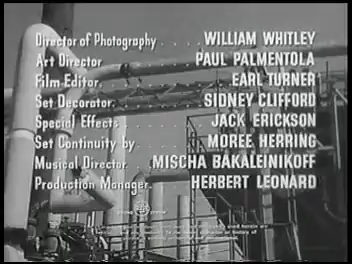 Director of Photography . . . . WILLIAM WHITLEY
Art Director . . . . PAUL PALMENTOLA
Film Editor . . . . EARL TURNER
Set Decorator . . . . SIDNEY CLIFFORD
Special Effects . . . . JACK ERICKSON
Set Continuity by . . . . MOREE HERRING
Musical Director . MISCHA BAKALEINIKOFF
Production Manager . . . HERBERT LEONARD